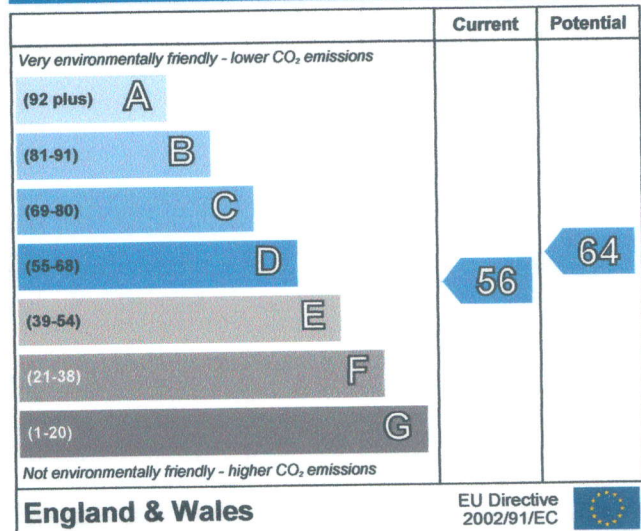 Current Potential
Very environmentally friendly - lower CO₂ emissions
(92 plus) A
(81-91) B
(69-80) C
(55-68) D
56 64
(39-54) E
(21-38) F
(1-20) G
Not environmentally friendly - higher CO₂ emissions
England & Wales
EU Directive
2002/91/EC